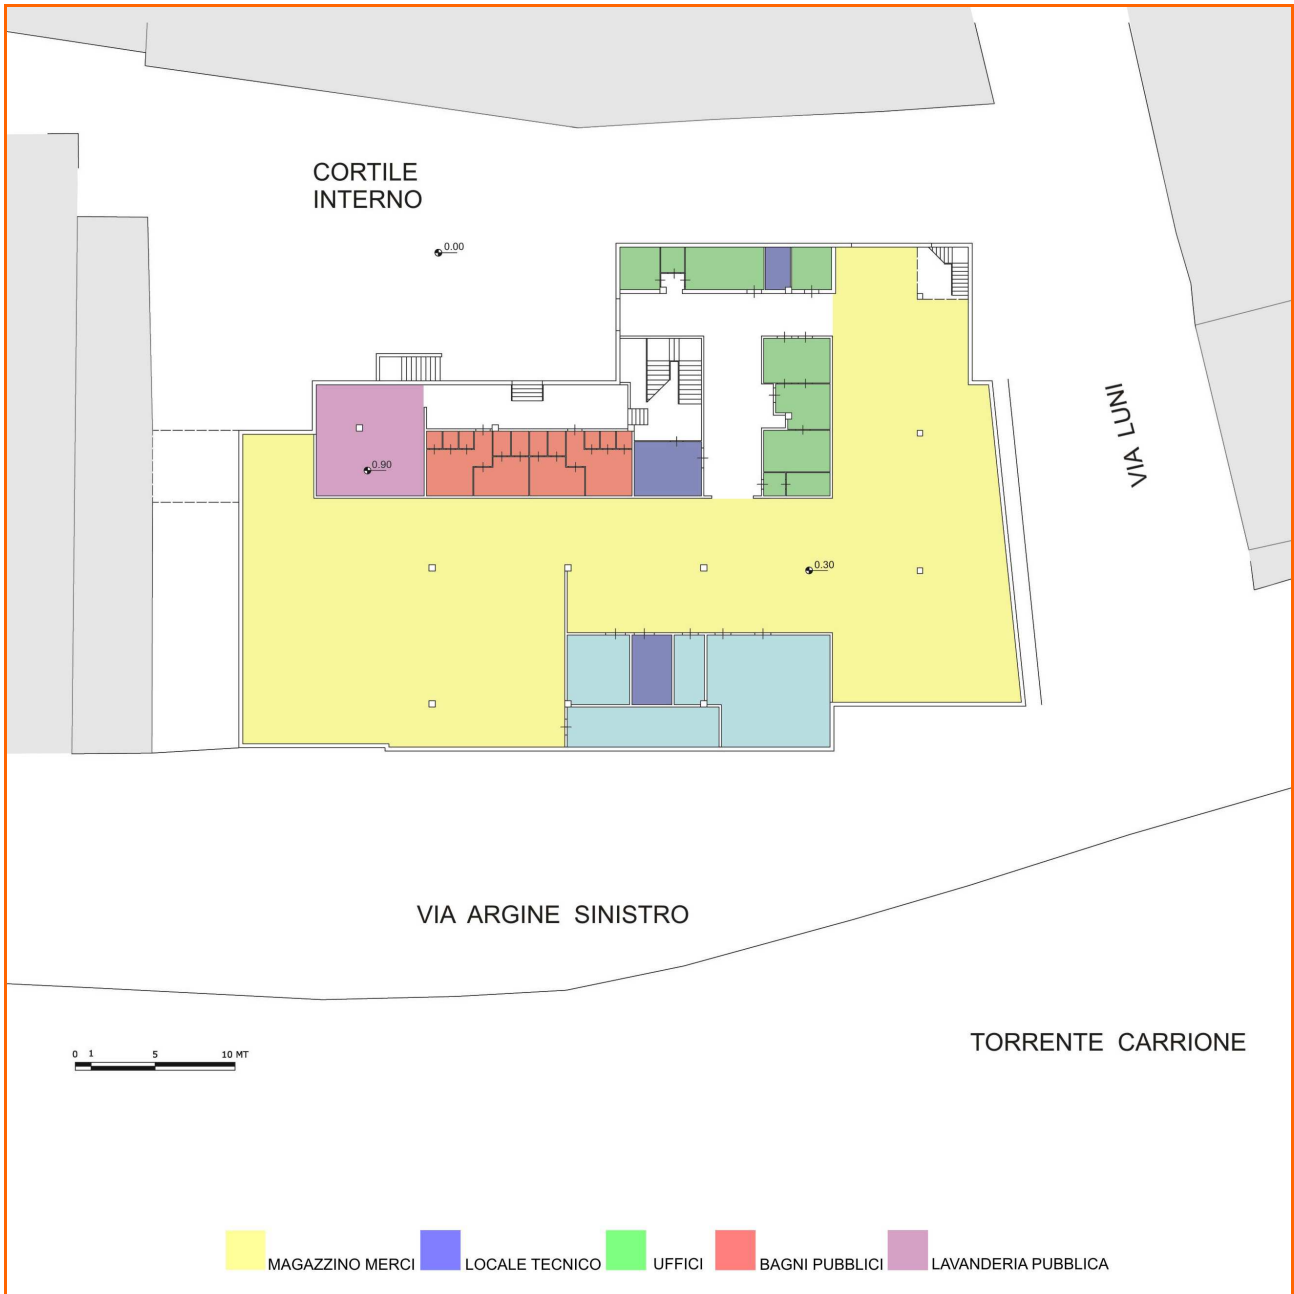 CORTILE
INTERNO
0.00
VIA LUNI
0.90
0.30
VIA ARGINE SINISTRO
TORRENTE CARRIONE
0 1 5 10 MT
MAGAZZINO MERCI LOCALE TECNICO UFFICI BAGNI PUBBLICI LAVANDERIA PUBBLICA